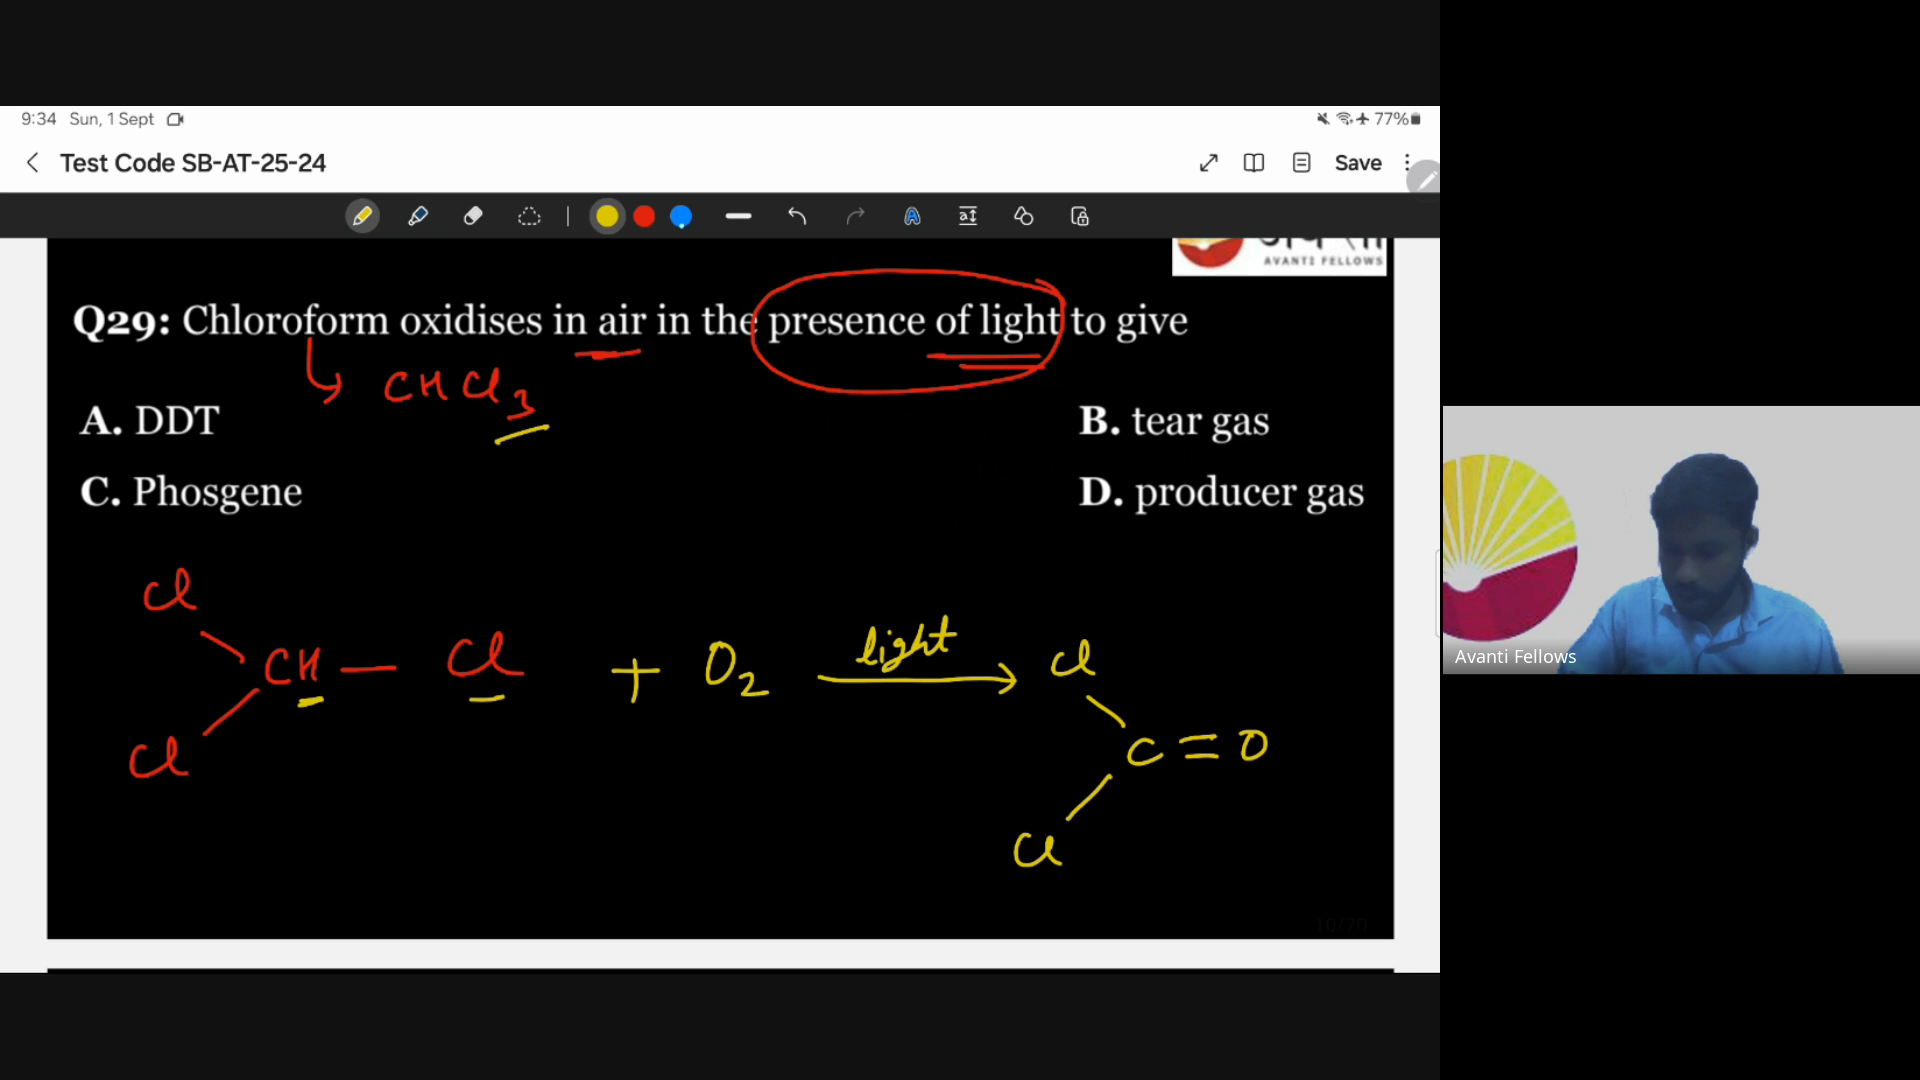 9:34 Sun, 1 Sept
77%
Test Code SB-AT-25-24
Save
AVANTI FELLOWS
Q29: Chloroform oxidises in air in the presence of light to give
CHCl3
A. DDT
B. tear gas
C. Phosgene
D. producer gas
Cl
CH — Cl + O2 light → Cl
Cl
C = O
Cl
Avanti Fellows
10/70